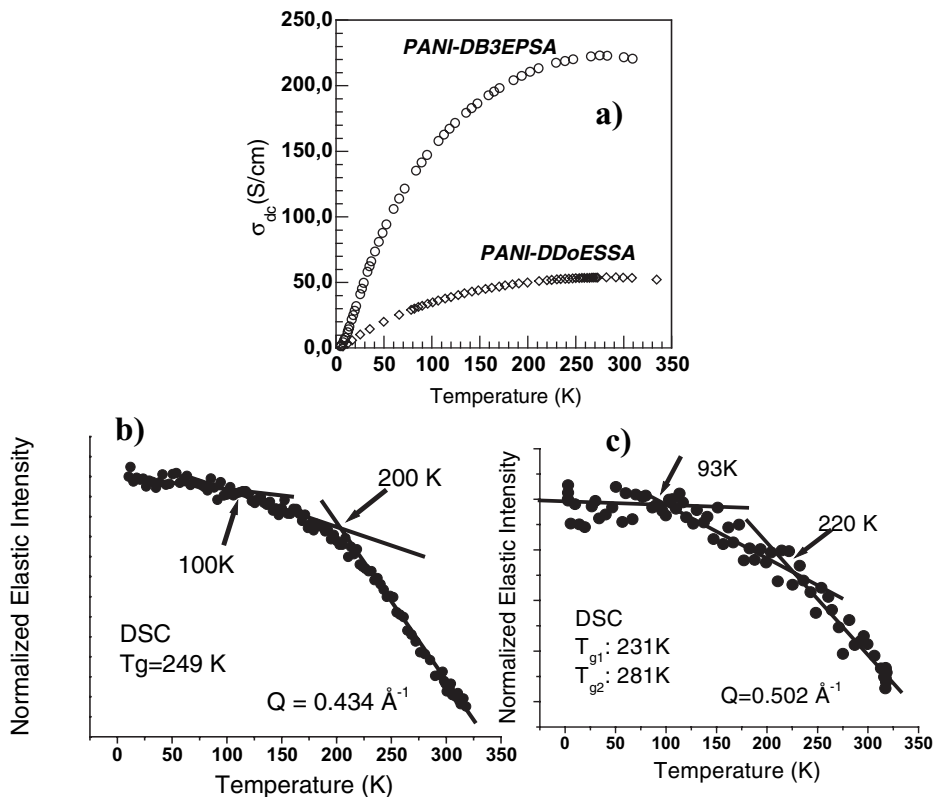 250,0
200,0
150,0
100,0
50,0
0,0
σdc(S/cm)
PANI-DB3EPSA
a)
PANI-DDoESSA
0 50 100 150 200 250 300 350
Temperature (K)
b)
Normalized Elastic Intensity
200 K
100K
DSC
Tg=249 K
Q = 0.434 Å⁻¹
0 50 100 150 200 250 300 350
Temperature (K)
c)
Normalized Elastic Intensity
93K
220 K
DSC
Tg1: 231K
Tg2: 281K
Q=0.502 Å⁻¹
0 50 100 150 200 250 300 350
Temperature (K)